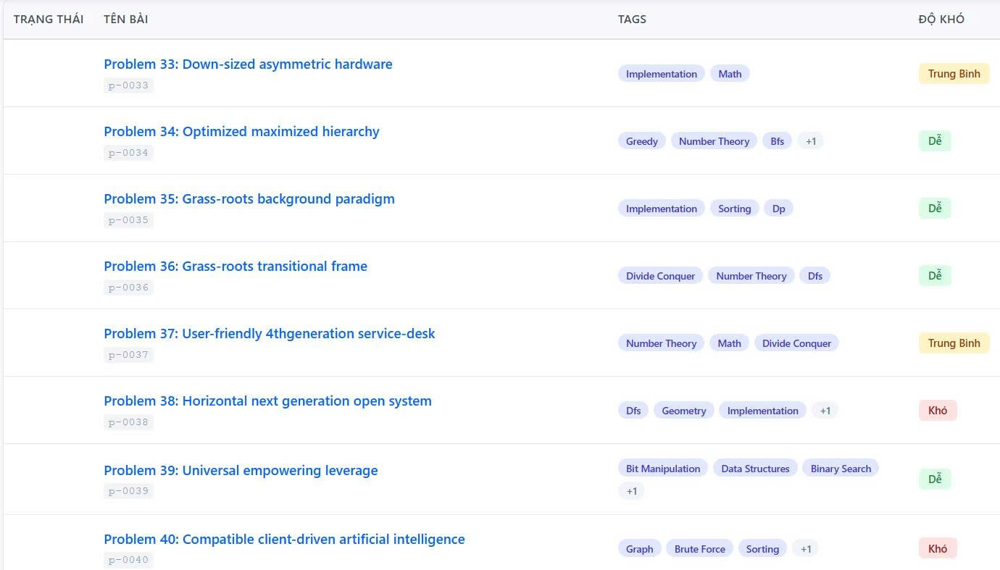 TRẠNG THÁI TÊN BÀI TAGS ĐỘ KHÓ
Problem 33: Down-sized asymmetric hardware
p-0033
Implementation Math
Trung Bình
Problem 34: Optimized maximized hierarchy
p-0034
Greedy Number Theory Bfs +1
Dễ
Problem 35: Grass-roots background paradigm
p-0035
Implementation Sorting Dp
Dễ
Problem 36: Grass-roots transitional frame
p-0036
Divide Conquer Number Theory Dfs
Dễ
Problem 37: User-friendly 4thgeneration service-desk
p-0037
Number Theory Math Divide Conquer
Trung Bình
Problem 38: Horizontal next generation open system
p-0038
Dfs Geometry Implementation +1
Khó
Problem 39: Universal empowering leverage
p-0039
Bit Manipulation Data Structures Binary Search
+1
Dễ
Problem 40: Compatible client-driven artificial intelligence
p-0040
Graph Brute Force Sorting +1
Khó